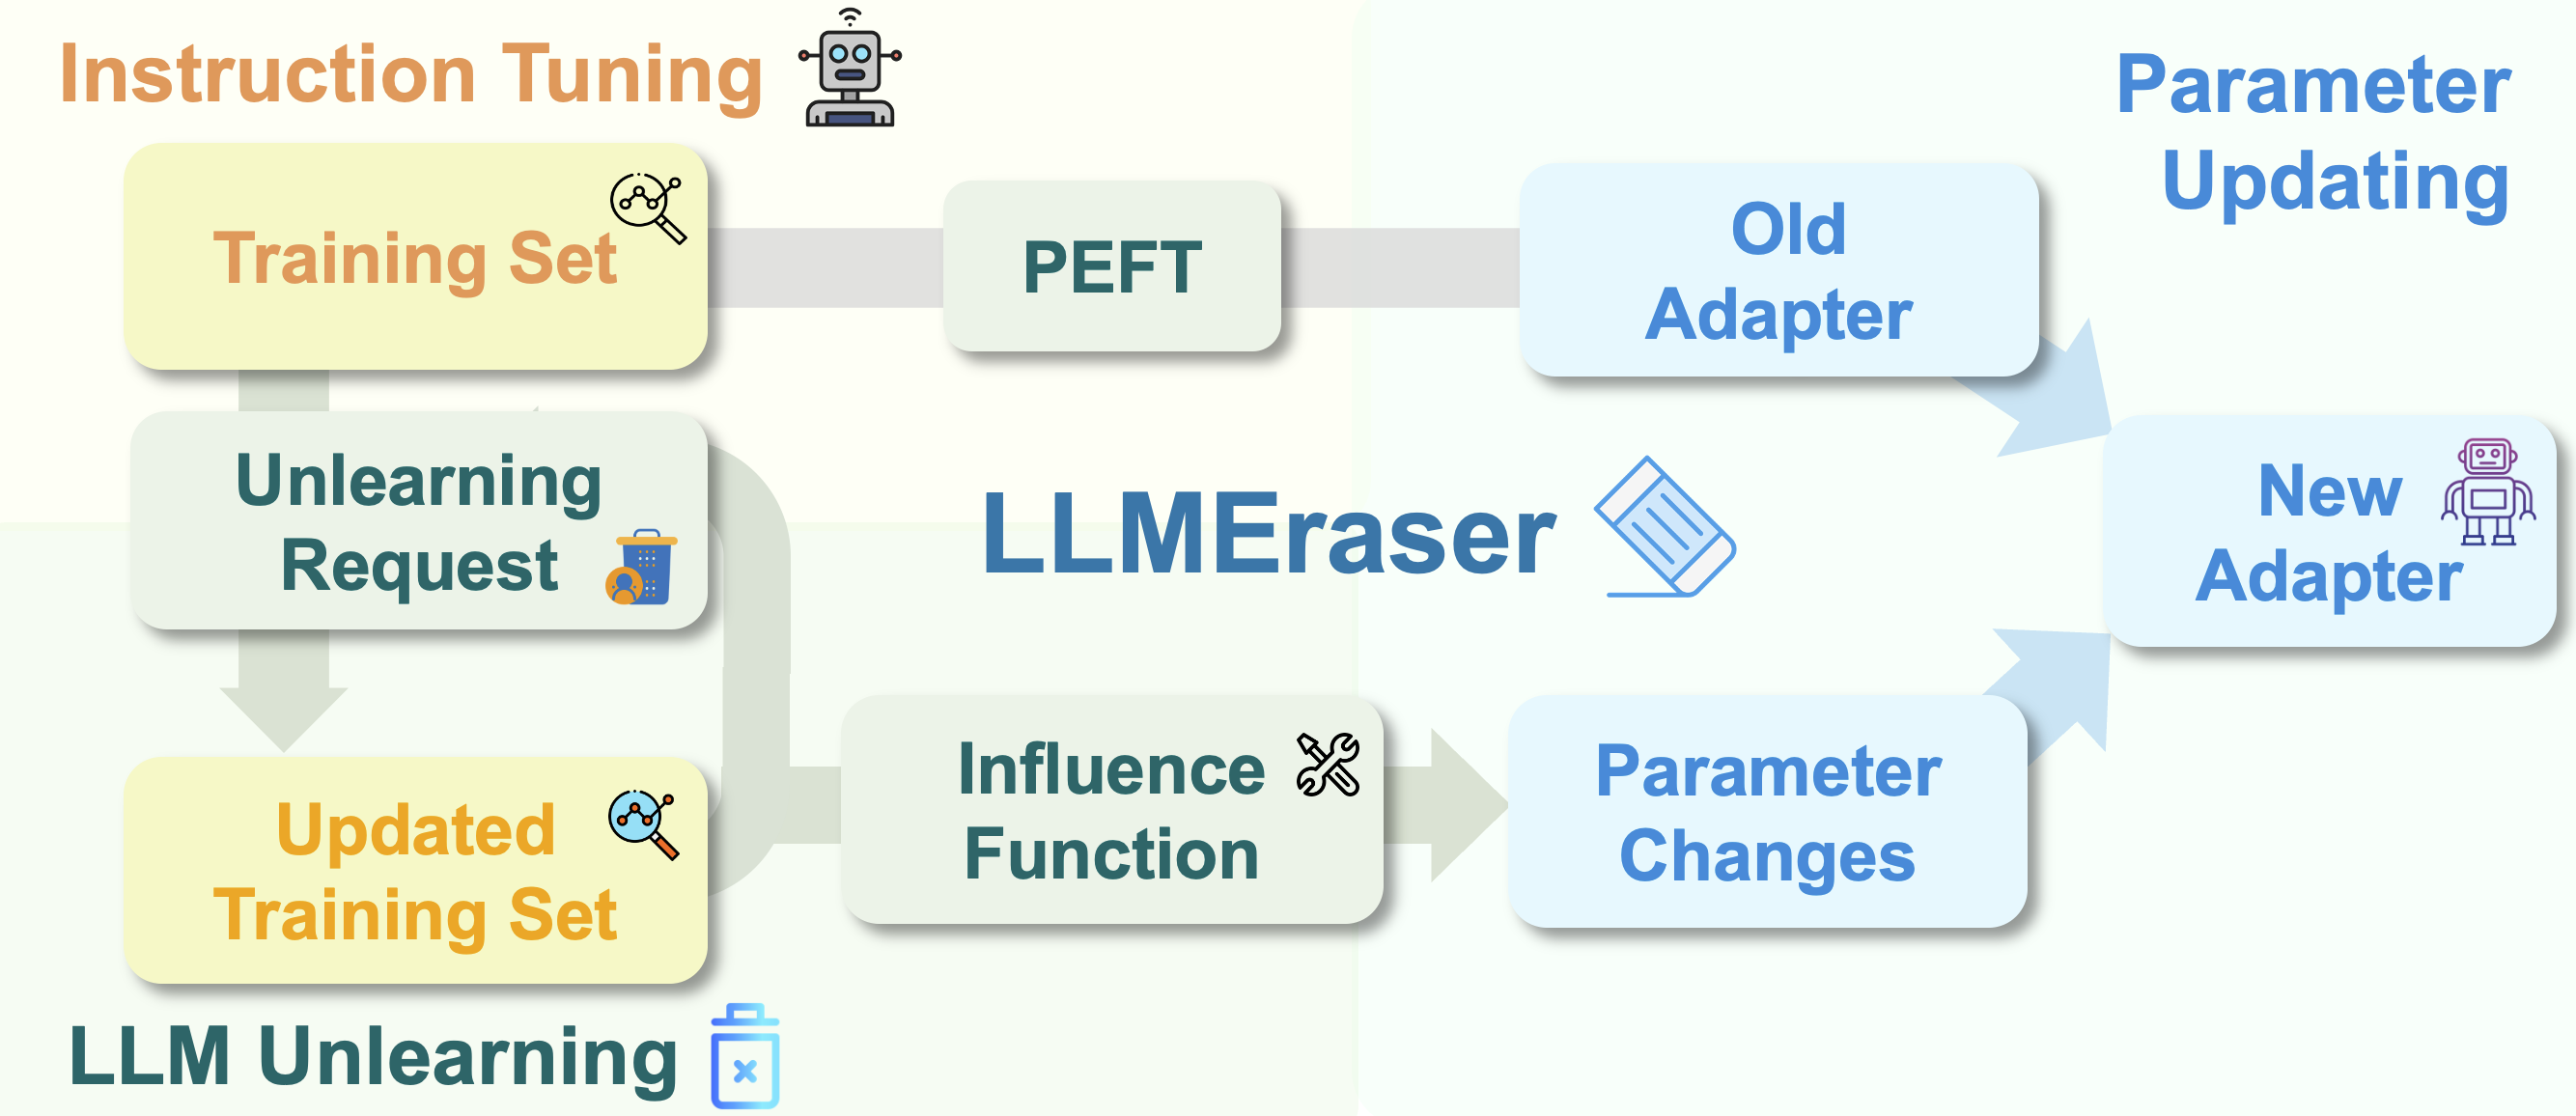 Instruction Tuning
Parameter
Updating
Training Set
PEFT
Old
Adapter
Unlearning
Request
LLMEraser
New
Adapter
Updated
Training Set
Influence
Function
Parameter
Changes
LLM Unlearning